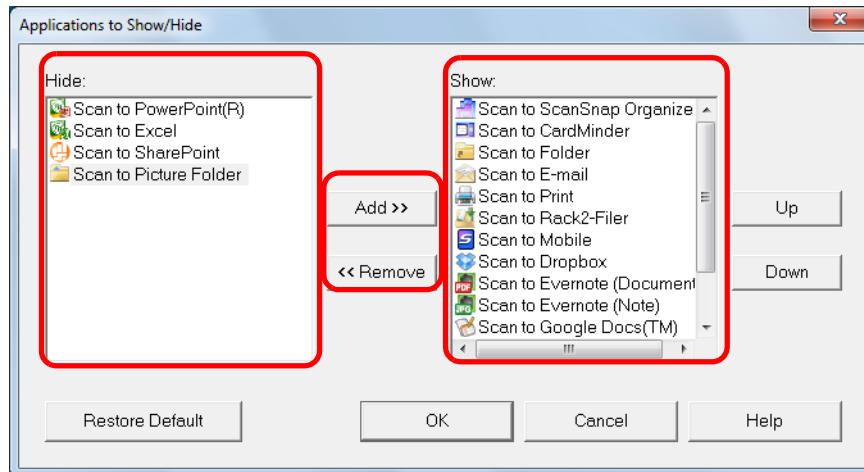 Applications to Show/Hide
Hide:
Scan to PowerPoint(R)
Scan to Excel
Scan to SharePoint
Scan to Picture Folder
Add >>
<< Remove
Show:
Scan to ScanSnap Organize
Scan to CardMinder
Scan to Folder
Scan to E-mail
Scan to Print
Scan to Rack2-Filer
Scan to Mobile
Scan to Dropbox
Scan to Evernote (Document
Scan to Evernote (Note)
Scan to Google Docs(TM)
Up
Down
Restore Default
OK
Cancel
Help